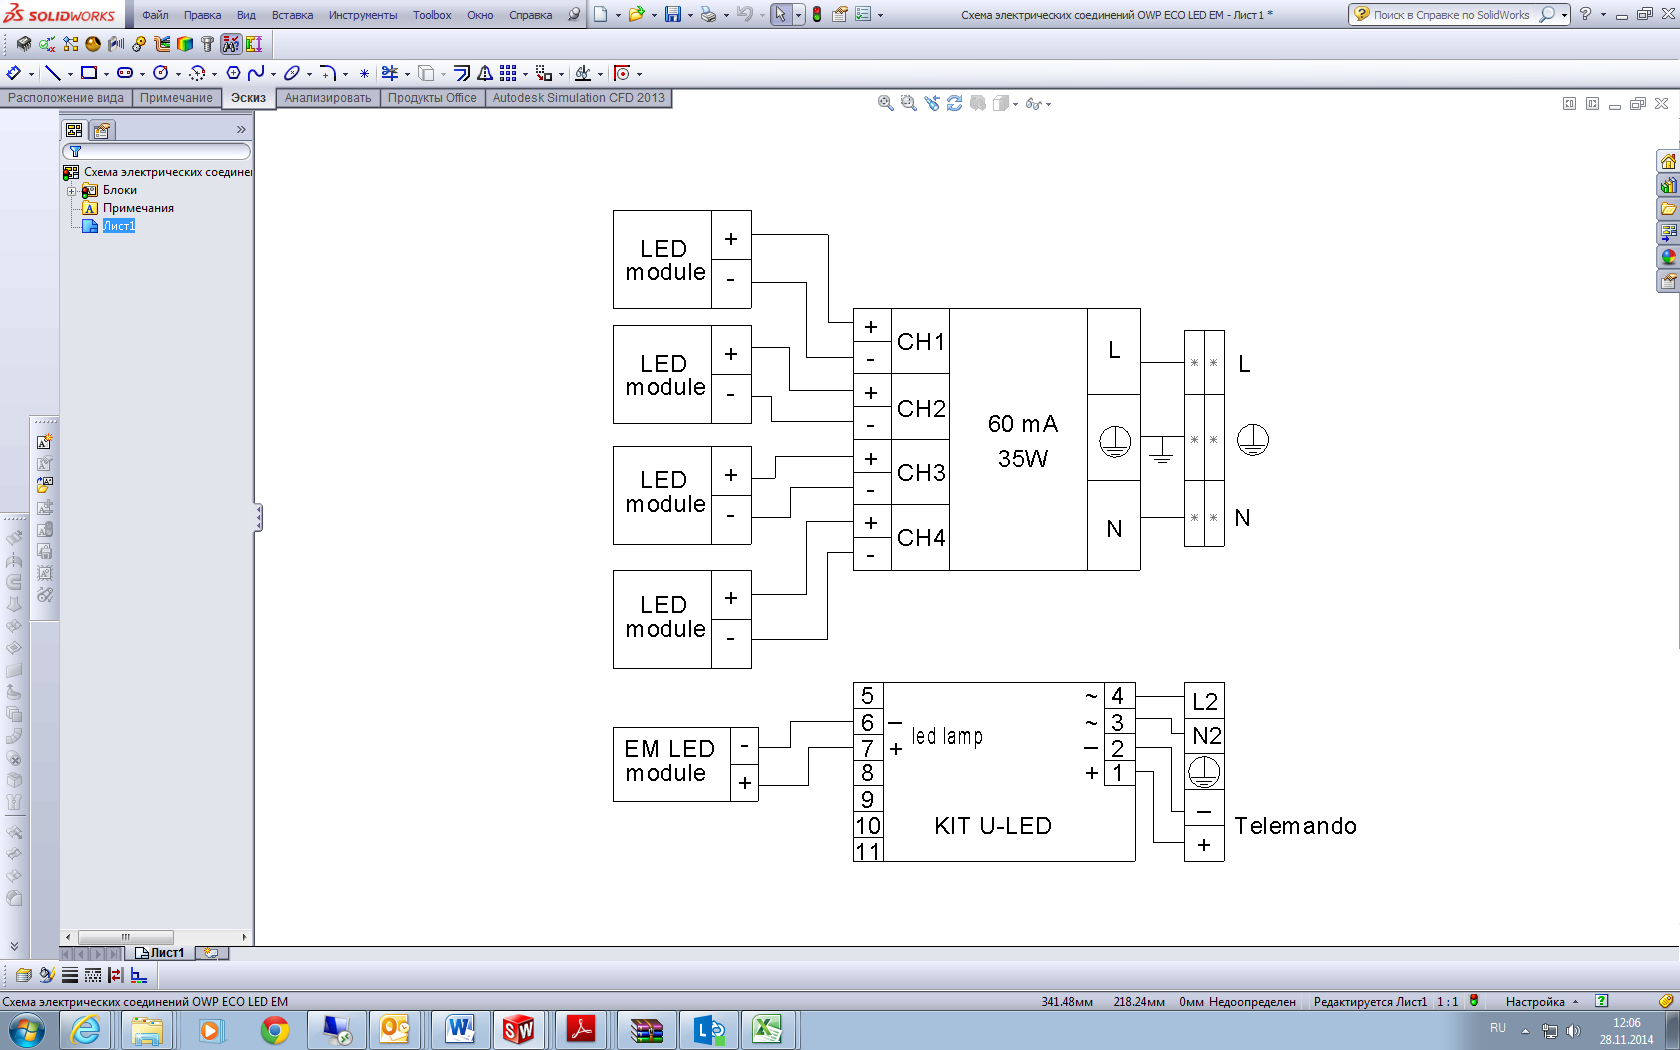 SOLIDWORKS
Файл Правка Вид Вставка Инструменты Toolbox Окно Справка
Схема электрических соединений OWP ECO LED EM - Лист1 *
Поиск в Справке по SolidWorks
Расположение вида Примечание Эскиз Анализировать Продукты Office Autodesk Simulation CFD 2013
Схема электрических соедине
Блоки
Примечания
Лист1
LED
module
+
-
LED
module
+
-
LED
module
+
-
LED
module
+
-
+
-
CH1
+
-
CH2
+
-
CH3
+
-
CH4
60 mA
35W
L
N
L
N
EM LED
module
-
+
5
6 –
7 +
8
9
10
11
led lamp
KIT U-LED
~ 4
~ 3
– 2
+ 1
L2
N2
–
+
Telemando
Лист1
Схема электрических соединений OWP ECO LED EM
341.48мм 218.24мм 0мм Недоопределен Редактируется Лист1 1 : 1 Настройка
RU
12:06
28.11.2014